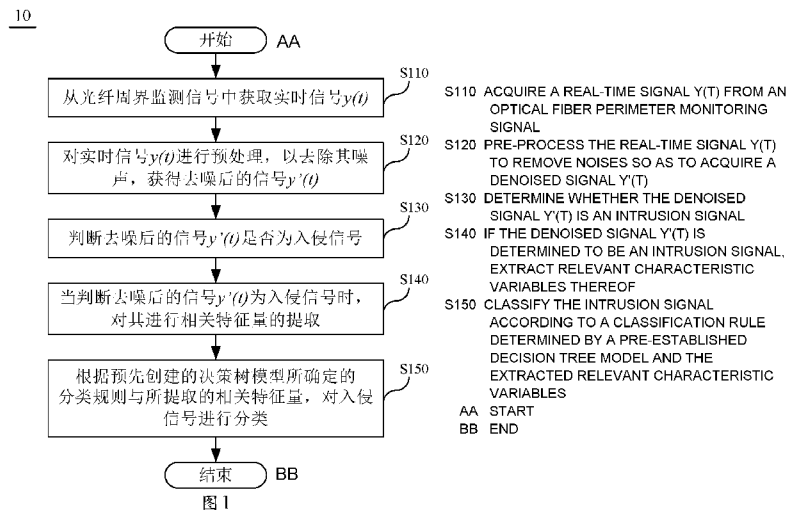 10
开始 AA
S110
从光纤周界监测信号中获取实时信号y(t)
S120
对实时信号y(t)进行预处理，以去除其噪
声，获得去噪后的信号y’(t)
S130
判断去噪后的信号y’(t)是否为入侵信号
S140
当判断去噪后的信号y’(t)为入侵信号时，
对其进行相关特征量的提取
S150
根据预先创建的决策树模型所确定的
分类规则与所提取的相关特征量，对入侵
信号进行分类
结束 BB
图1
S110 ACQUIRE A REAL-TIME SIGNAL Y(T) FROM AN
OPTICAL FIBER PERIMETER MONITORING
SIGNAL
S120 PRE-PROCESS THE REAL-TIME SIGNAL Y(T)
TO REMOVE NOISES SO AS TO ACQUIRE A
DENOISED SIGNAL Y'(T)
S130 DETERMINE WHETHER THE DENOISED
SIGNAL Y'(T) IS AN INTRUSION SIGNAL
S140 IF THE DENOISED SIGNAL Y'(T) IS
DETERMINED TO BE AN INTRUSION SIGNAL,
EXTRACT RELEVANT CHARACTERISTIC
VARIABLES THEREOF
S150 CLASSIFY THE INTRUSION SIGNAL
ACCORDING TO A CLASSIFICATION RULE
DETERMINED BY A PRE-ESTABLISHED
DECISION TREE MODEL AND THE
EXTRACTED RELEVANT CHARACTERISTIC
VARIABLES
AA START
BB END